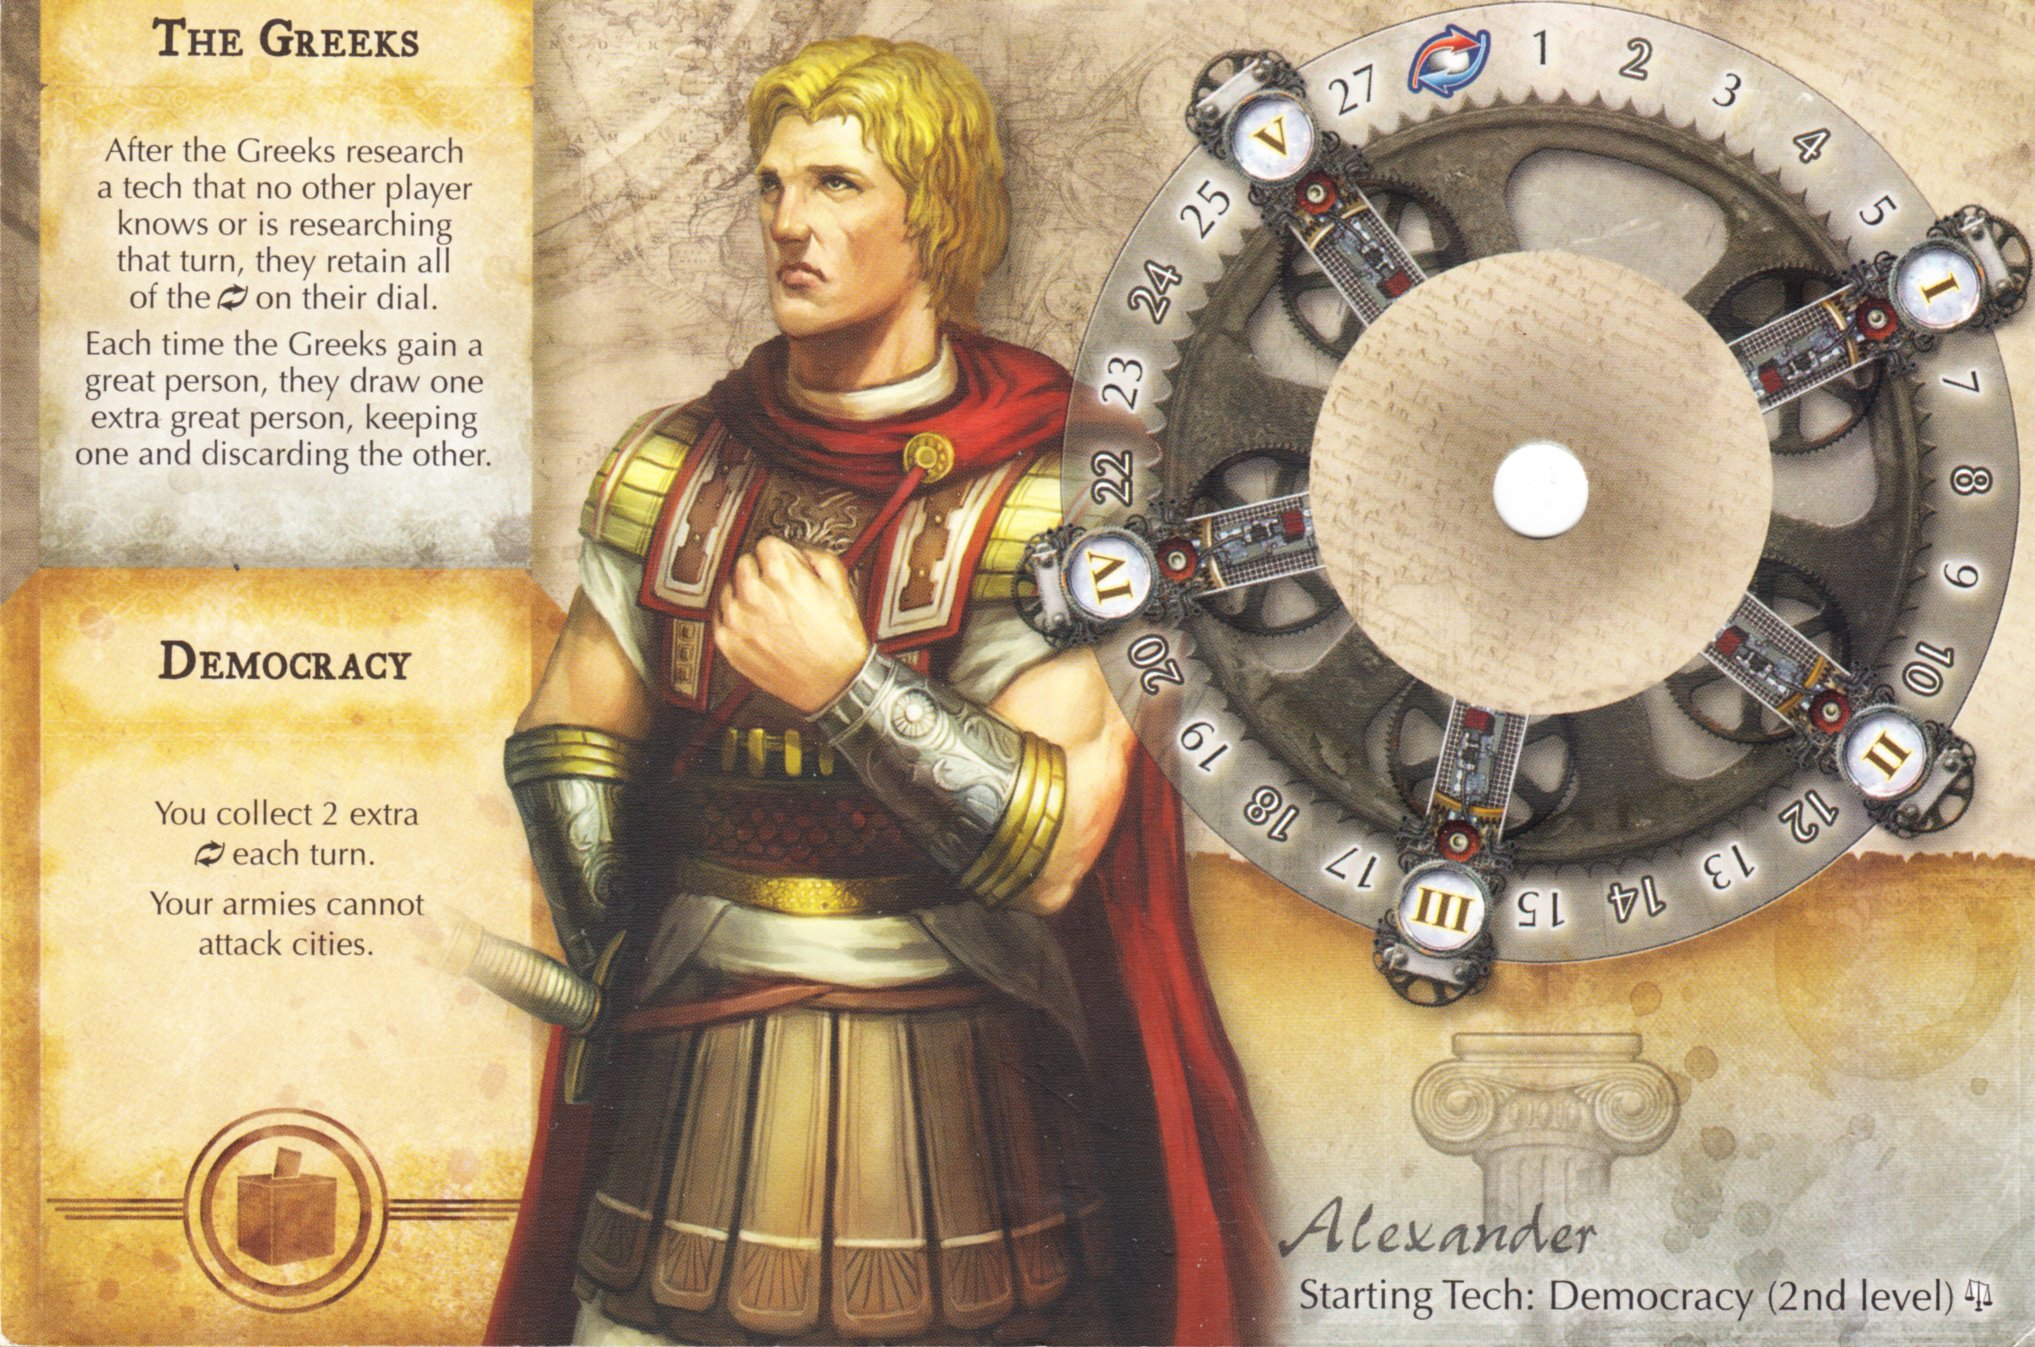 THE GREEKS
After the Greeks research
a tech that no other player
knows or is researching
that turn, they retain all
of the on their dial.
Each time the Greeks gain a
great person, they draw one
extra great person, keeping
one and discarding the other.
DEMOCRACY
You collect 2 extra
each turn.
Your armies cannot
attack cities.
1
2
3
4
5
I
7
8
9
10
II
12
13
14
15
III
17
18
19
20
IV
22
23
24
25
V
27
Alexander
Starting Tech: Democracy (2nd level)